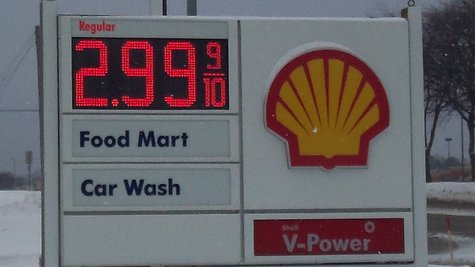 Regular
2.99 9/10
Food Mart
Car Wash
Shell
V-Power